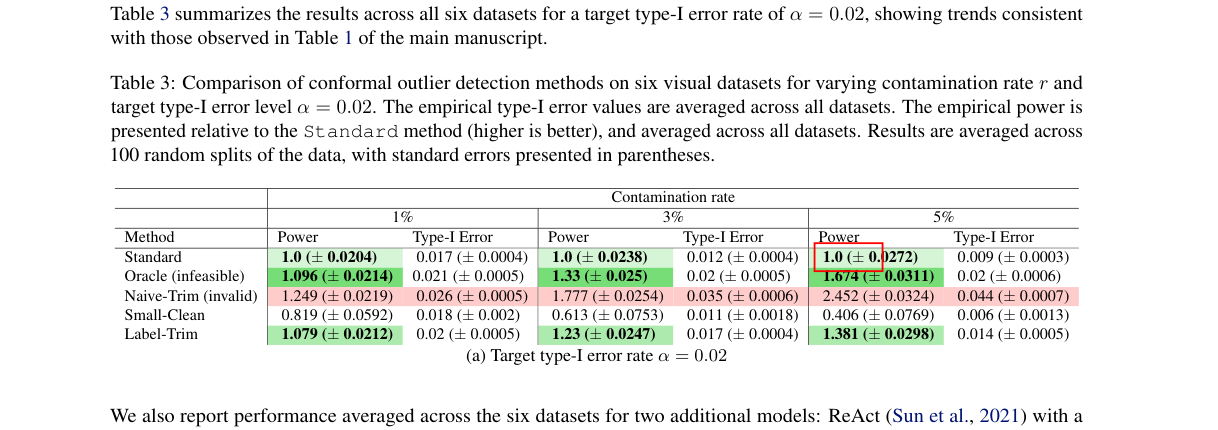 Table 3 summarizes the results across all six datasets for a target type-I error rate of α = 0.02, showing trends consistent
with those observed in Table 1 of the main manuscript.
Table 3: Comparison of conformal outlier detection methods on six visual datasets for varying contamination rate r and
target type-I error level α = 0.02. The empirical type-I error values are averaged across all datasets. The empirical power is
presented relative to the Standard method (higher is better), and averaged across all datasets. Results are averaged across
100 random splits of the data, with standard errors presented in parentheses.
Contamination rate
1% 3% 5%
Method Power Type-I Error Power Type-I Error Power Type-I Error
Standard 1.0 (± 0.0204) 0.017 (± 0.0004) 1.0 (± 0.0238) 0.012 (± 0.0004) 1.0 (± 0.0272) 0.009 (± 0.0003)
Oracle (infeasible) 1.096 (± 0.0214) 0.021 (± 0.0005) 1.33 (± 0.025) 0.02 (± 0.0005) 1.674 (± 0.0311) 0.02 (± 0.0006)
Naive-Trim (invalid) 1.249 (± 0.0219) 0.026 (± 0.0005) 1.777 (± 0.0254) 0.035 (± 0.0006) 2.452 (± 0.0324) 0.044 (± 0.0007)
Small-Clean 0.819 (± 0.0592) 0.018 (± 0.002) 0.613 (± 0.0753) 0.011 (± 0.0018) 0.406 (± 0.0769) 0.006 (± 0.0013)
Label-Trim 1.079 (± 0.0212) 0.02 (± 0.0005) 1.23 (± 0.0247) 0.017 (± 0.0004) 1.381 (± 0.0298) 0.014 (± 0.0005)
(a) Target type-I error rate α = 0.02
We also report performance averaged across the six datasets for two additional models: ReAct (Sun et al., 2021) with a